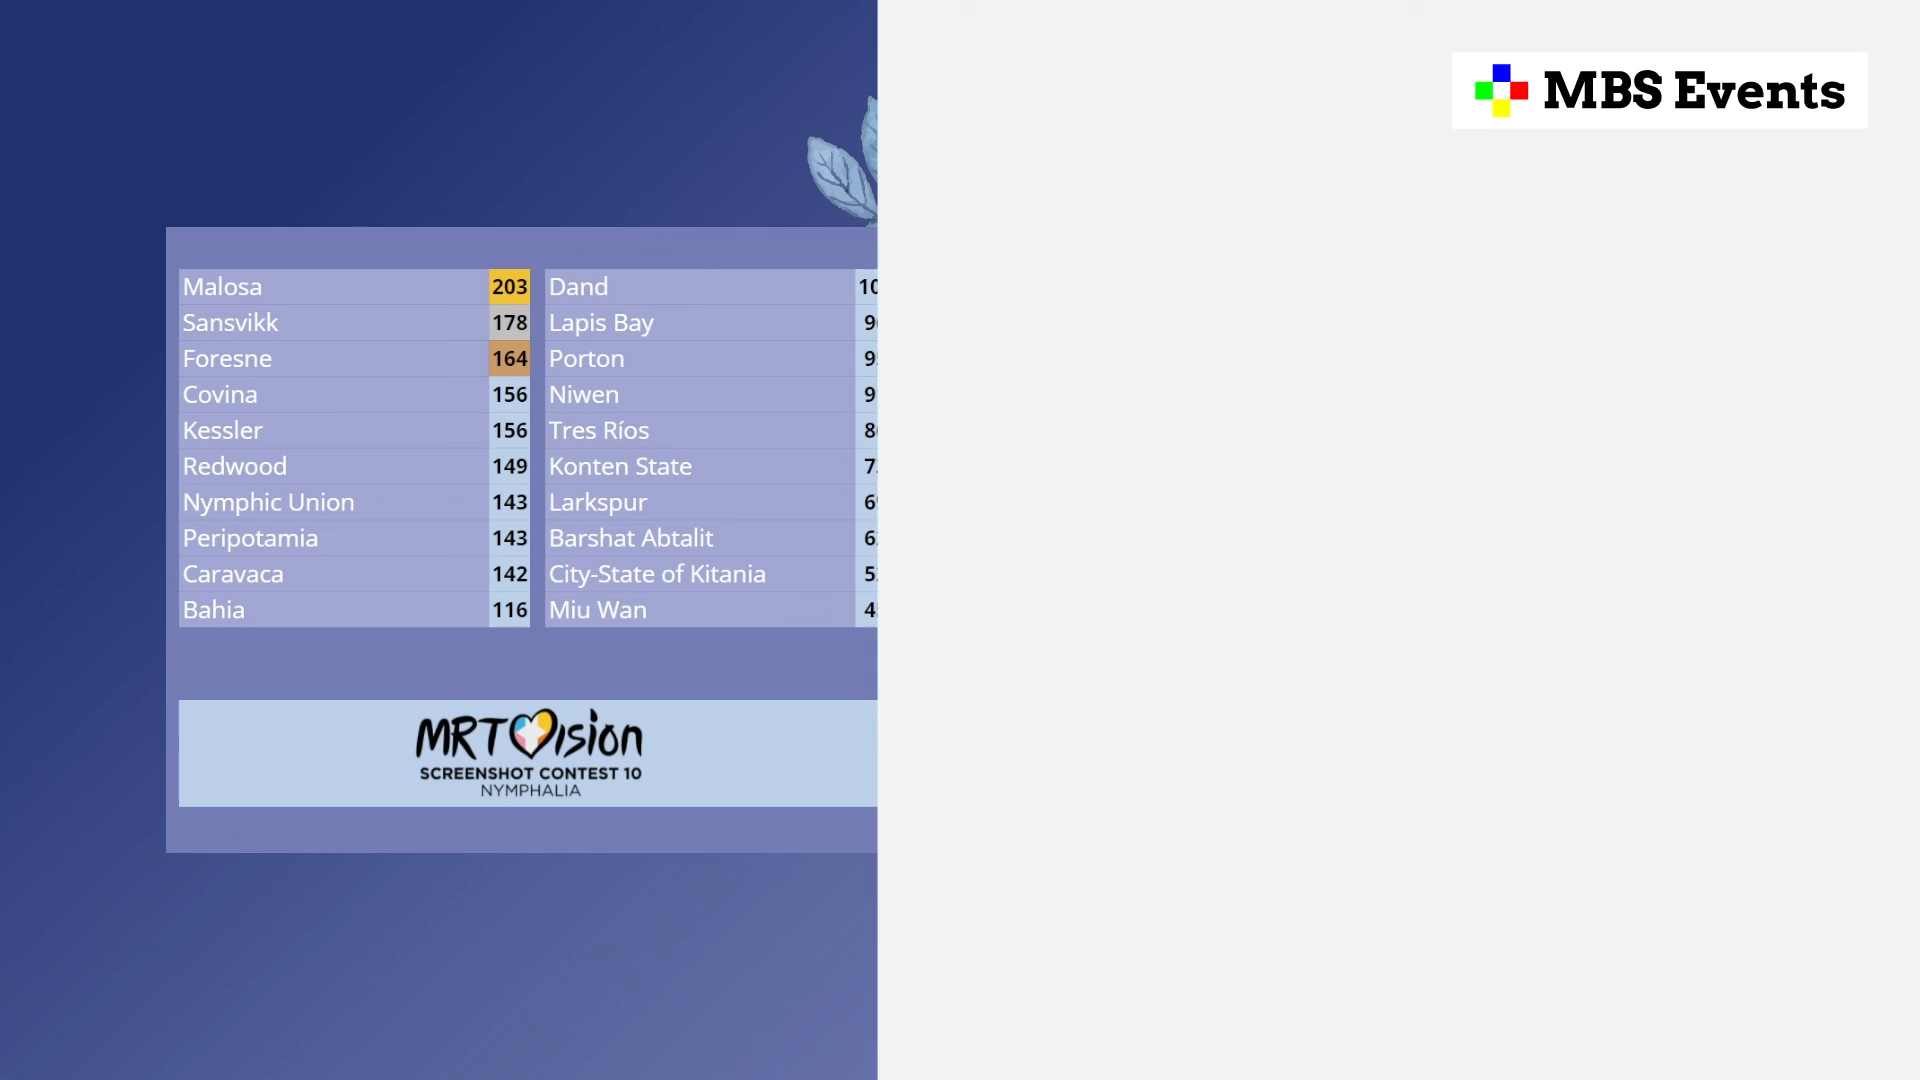 MBS Events
Malosa 203
Sansvikk 178
Foresne 164
Covina 156
Kessler 156
Redwood 149
Nymphic Union 143
Peripotamia 143
Caravaca 142
Bahia 116
Dand
Lapis Bay
Porton
Niwen
Tres Ríos
Konten State
Larkspur
Barshat Abtalit
City-State of Kitania
Miu Wan
MRTVision
SCREENSHOT CONTEST 10
NYMPHALIA